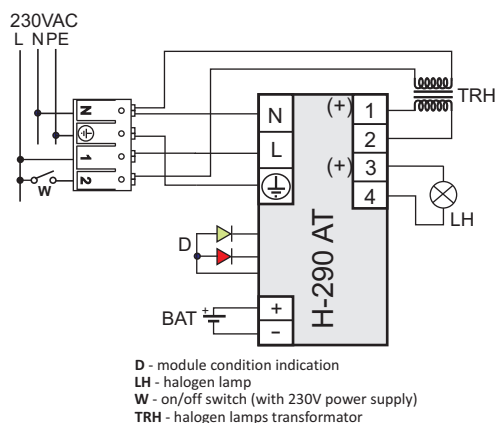 230VAC
L N PE
N
1
2
W
TRH
N
L
(+) 1
2
(+) 3
4
LH
H-290 AT
D
BAT
+
+
−
D - module condition indication
LH - halogen lamp
W - on/off switch (with 230V power supply)
TRH - halogen lamps transformator